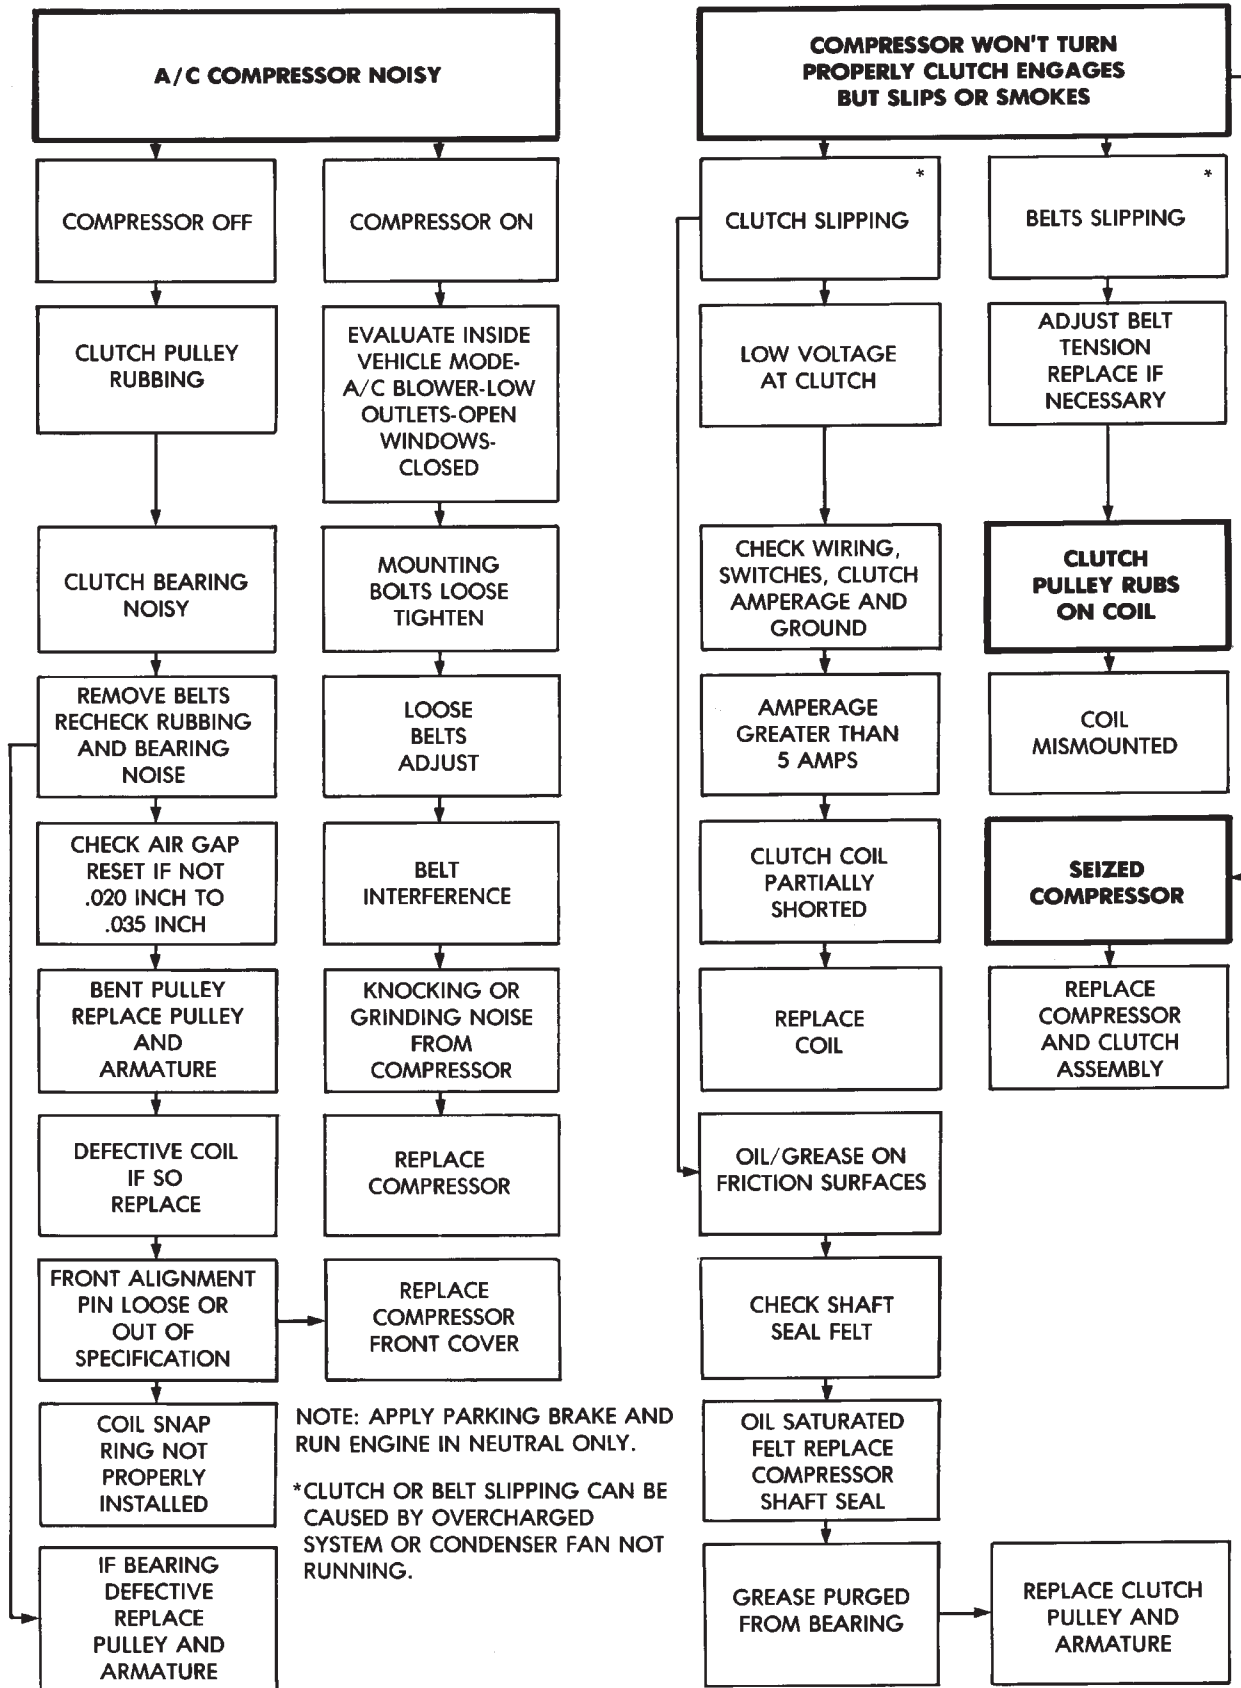 A/C COMPRESSOR NOISY
COMPRESSOR OFF
CLUTCH PULLEY
RUBBING
CLUTCH BEARING
NOISY
REMOVE BELTS
RECHECK RUBBING
AND BEARING
NOISE
CHECK AIR GAP
RESET IF NOT
.020 INCH TO
.035 INCH
BENT PULLEY
REPLACE PULLEY
AND
ARMATURE
DEFECTIVE COIL
IF SO
REPLACE
FRONT ALIGNMENT
PIN LOOSE OR
OUT OF
SPECIFICATION
COIL SNAP
RING NOT
PROPERLY
INSTALLED
IF BEARING
DEFECTIVE
REPLACE
PULLEY AND
ARMATURE
COMPRESSOR ON
EVALUATE INSIDE
VEHICLE MODE-
A/C BLOWER-LOW
OUTLETS-OPEN
WINDOWS-
CLOSED
MOUNTING
BOLTS LOOSE
TIGHTEN
LOOSE
BELTS
ADJUST
BELT
INTERFERENCE
KNOCKING OR
GRINDING NOISE
FROM
COMPRESSOR
REPLACE
COMPRESSOR
REPLACE
COMPRESSOR
FRONT COVER
NOTE: APPLY PARKING BRAKE AND
RUN ENGINE IN NEUTRAL ONLY.
*CLUTCH OR BELT SLIPPING CAN BE
CAUSED BY OVERCHARGED
SYSTEM OR CONDENSER FAN NOT
RUNNING.
COMPRESSOR WON'T TURN
PROPERLY CLUTCH ENGAGES
BUT SLIPS OR SMOKES
*
CLUTCH SLIPPING
LOW VOLTAGE
AT CLUTCH
CHECK WIRING,
SWITCHES, CLUTCH
AMPERAGE AND
GROUND
AMPERAGE
GREATER THAN
5 AMPS
CLUTCH COIL
PARTIALLY
SHORTED
REPLACE
COIL
OIL/GREASE ON
FRICTION SURFACES
CHECK SHAFT
SEAL FELT
OIL SATURATED
FELT REPLACE
COMPRESSOR
SHAFT SEAL
GREASE PURGED
FROM BEARING
*
BELTS SLIPPING
ADJUST BELT
TENSION
REPLACE IF
NECESSARY
CLUTCH
PULLEY RUBS
ON COIL
COIL
MISMOUNTED
SEIZED
COMPRESSOR
REPLACE
COMPRESSOR
AND CLUTCH
ASSEMBLY
REPLACE CLUTCH
PULLEY AND
ARMATURE